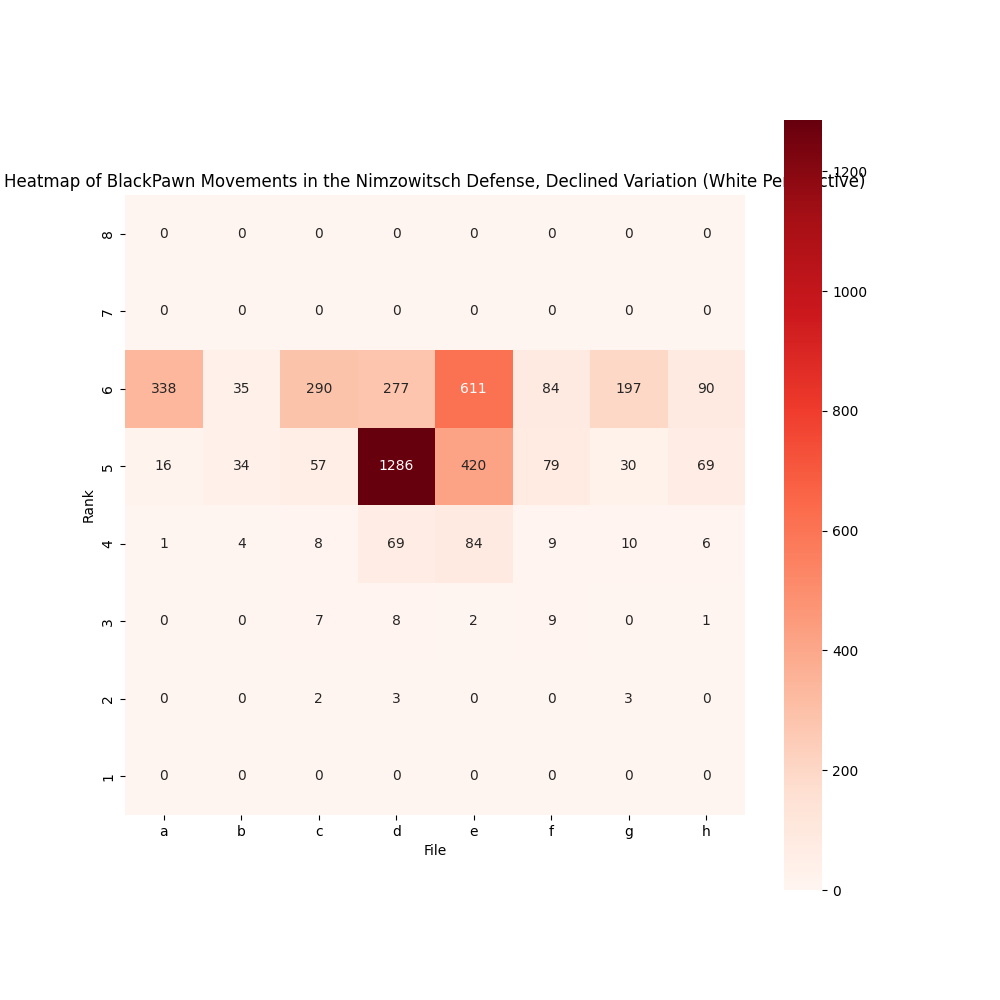 Heatmap of BlackPawn Movements in the Nimzowitsch Defense, Declined Variation (White Pe ctive)
8 0 0 0 0 0 0 0 0
7 0 0 0 0 0 0 0 0
6 338 35 290 277 611 84 197 90
5 16 34 57 1286 420 79 30 69
Rank
4 1 4 8 69 84 9 10 6
3 0 0 7 8 2 9 0 1
2 0 0 2 3 0 0 3 0
1 0 0 0 0 0 0 0 0
a b c d e f g h
File
1200
1000
800
600
400
200
0